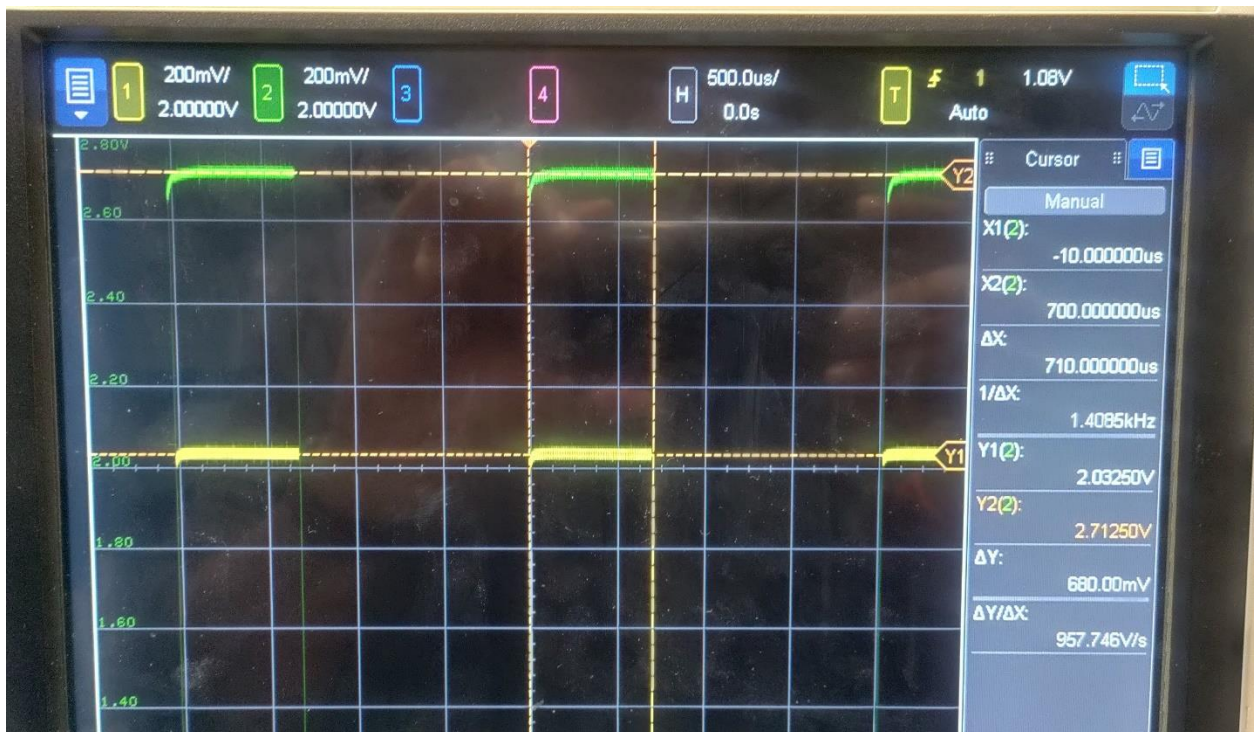 1 200mV/ 2.00000V 2 200mV/ 2.00000V 3 4 H 500.0us/ 0.0s T 1 1.08V Auto
2.80V
2.60
2.40
2.20
2.00
1.80
1.60
1.40
Y2
Y1
Cursor
Manual
X1(2):
-10.000000us
X2(2):
700.000000us
ΔX:
710.000000us
1/ΔX:
1.4085kHz
Y1(2):
2.03250V
Y2(2):
2.71250V
ΔY:
680.00mV
ΔY/ΔX:
957.746V/s